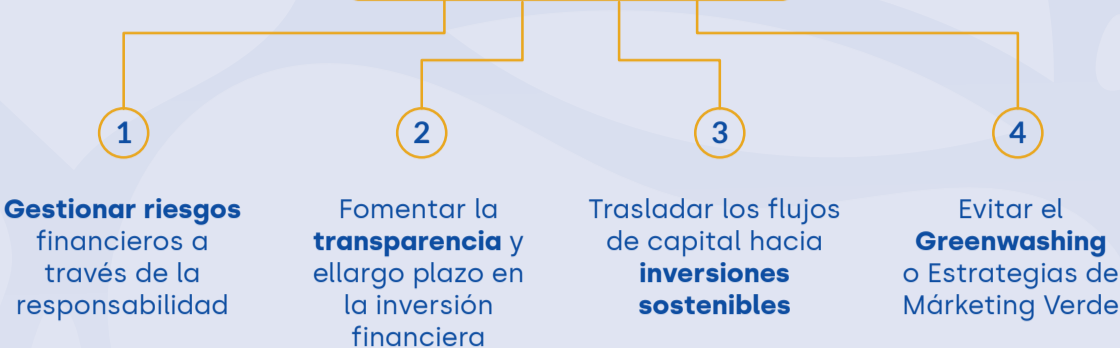 1
Gestionar riesgos
financieros a
través de la
responsabilidad
2
Fomentar la
transparencia y
ellargo plazo en
la inversión
financiera
3
Trasladar los flujos
de capital hacia
inversiones
sostenibles
4
Evitar el
Greenwashing
o Estrategias de
Márketing Verde